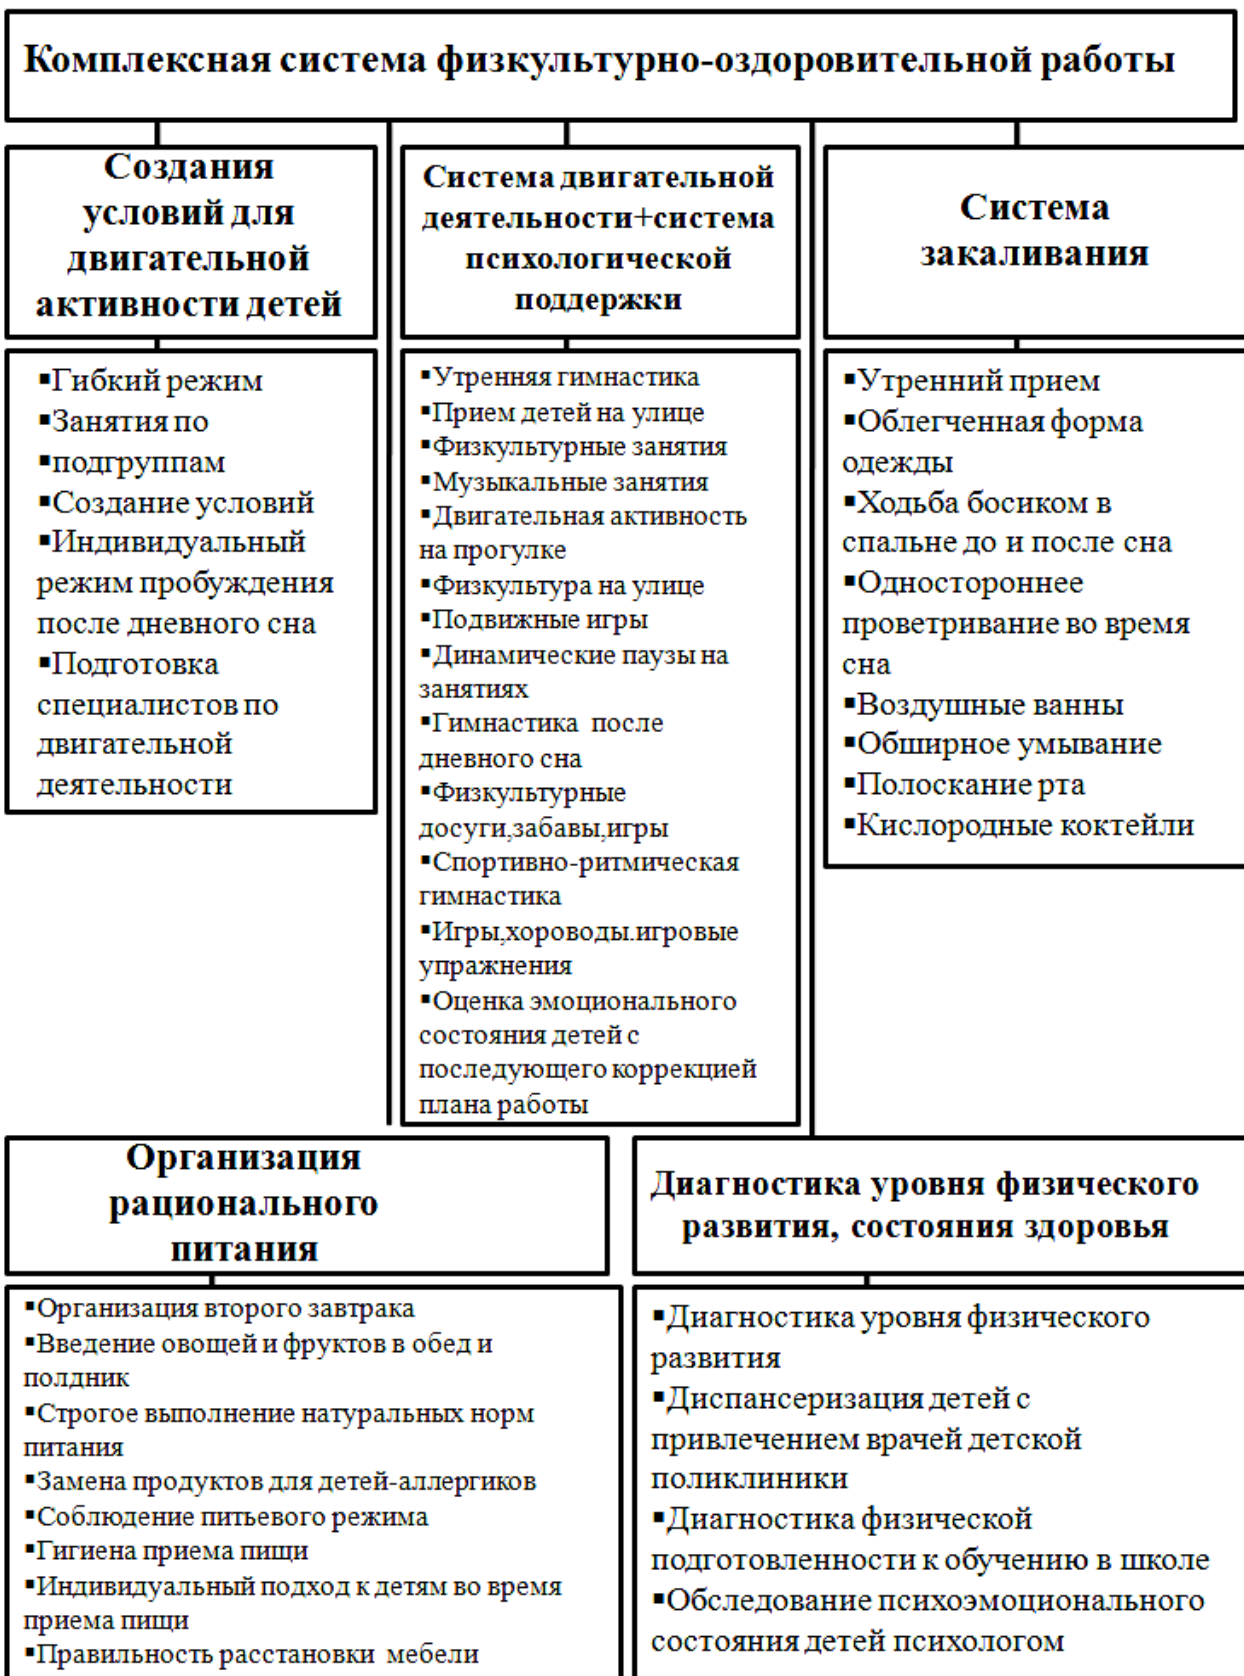 Комплексная система физкультурно-оздоровительной работы
Создания
условий для
двигательной
активности детей
▪Гибкий режим
▪Занятия по
▪подгруппам
▪Создание условий
▪Индивидуальный
режим пробуждения
после дневного сна
▪Подготовка
специалистов по
двигательной
деятельности
Система двигательной
деятельности+система
психологической
поддержки
▪Утренняя гимнастика
▪Прием детей на улице
▪Физкультурные занятия
▪Музыкальные занятия
▪Двигательная активность
на прогулке
▪Физкультура на улице
▪Подвижные игры
▪Динамические паузы на
занятиях
▪Гимнастика после
дневного сна
▪Физкультурные
досуги,забавы,игры
▪Спортивно-ритмическая
гимнастика
▪Игры,хороводы.игровые
упражнения
▪Оценка эмоционального
состояния детей с
последующего коррекцией
плана работы
Система
закаливания
▪Утренний прием
▪Облегченная форма
одежды
▪Ходьба босиком в
спальне до и после сна
▪Одностороннее
проветривание во время
сна
▪Воздушные ванны
▪Обширное умывание
▪Полоскание рта
▪Кислородные коктейли
Организация
рационального
питания
▪Организация второго завтрака
▪Введение овощей и фруктов в обед и
полдник
▪Строгое выполнение натуральных норм
питания
▪Замена продуктов для детей-аллергиков
▪Соблюдение питьевого режима
▪Гигиена приема пищи
▪Индивидуальный подход к детям во время
приема пищи
▪Правильность расстановки мебели
Диагностика уровня физического
развития, состояния здоровья
▪Диагностика уровня физического
развития
▪Диспансеризация детей с
привлечением врачей детской
поликлиники
▪Диагностика физической
подготовленности к обучению в школе
▪Обследование психоэмоционального
состояния детей психологом